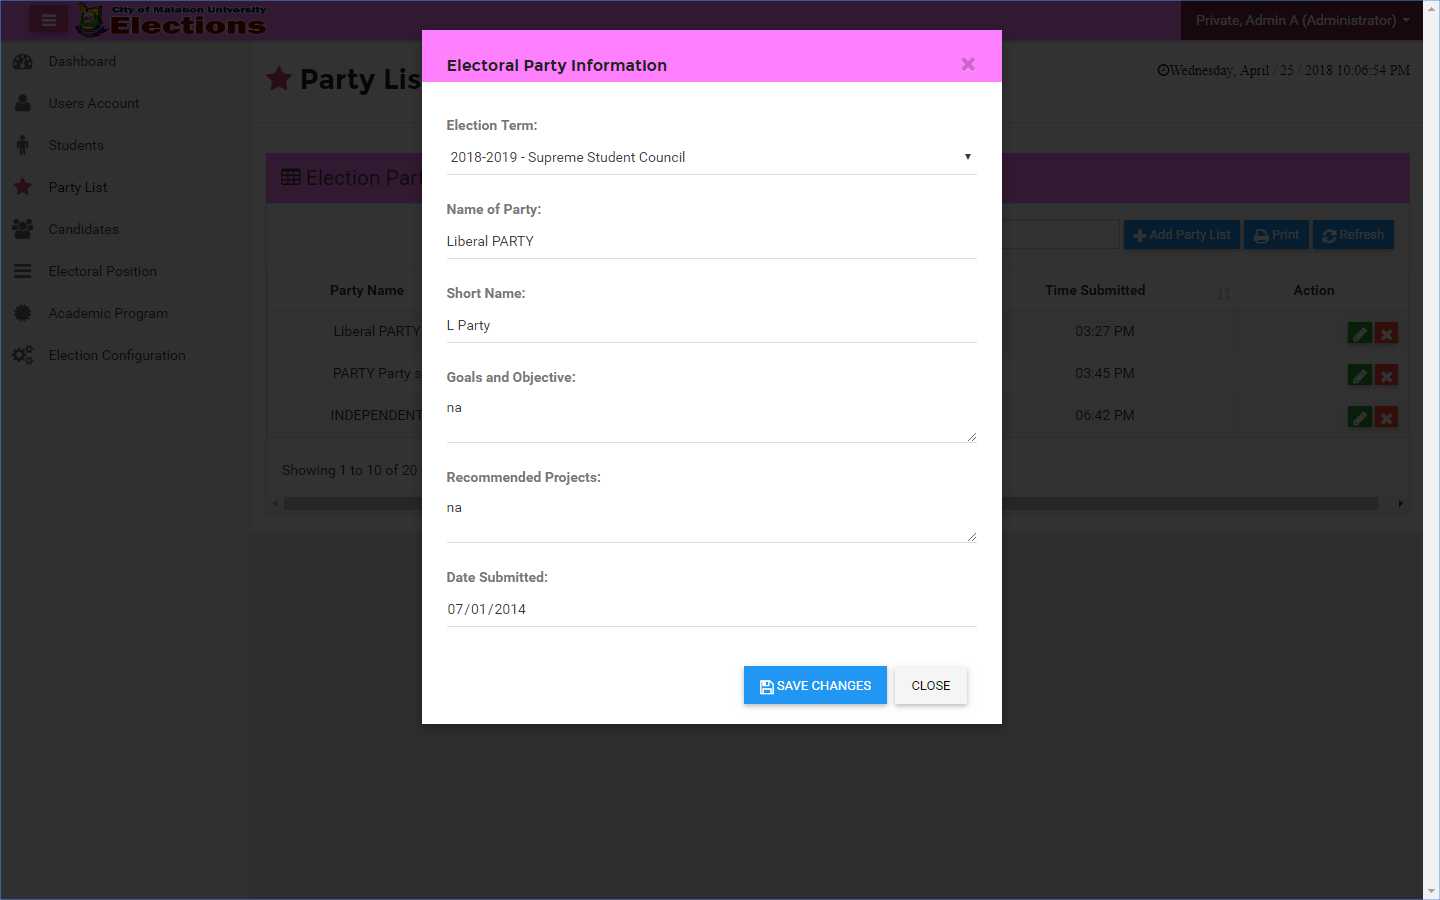 City of Malabon University
Elections
Private, Admin A (Administrator)
Dashboard
Users Account
Students
Party List
Candidates
Electoral Position
Academic Program
Election Configuration
Party Lis
Wednesday, April / 25 / 2018 10:06:54 PM
Election Par
Add Party List
Print
Refresh
Party Name
Time Submitted
Action
Liberal PARTY
03:27 PM
PARTY Party s
03:45 PM
INDEPENDENT
06:42 PM
Showing 1 to 10 of 20
Electoral Party Information
Election Term:
2018-2019 - Supreme Student Council
Name of Party:
Liberal PARTY
Short Name:
L Party
Goals and Objective:
na
Recommended Projects:
na
Date Submitted:
07/01/2014
SAVE CHANGES
CLOSE